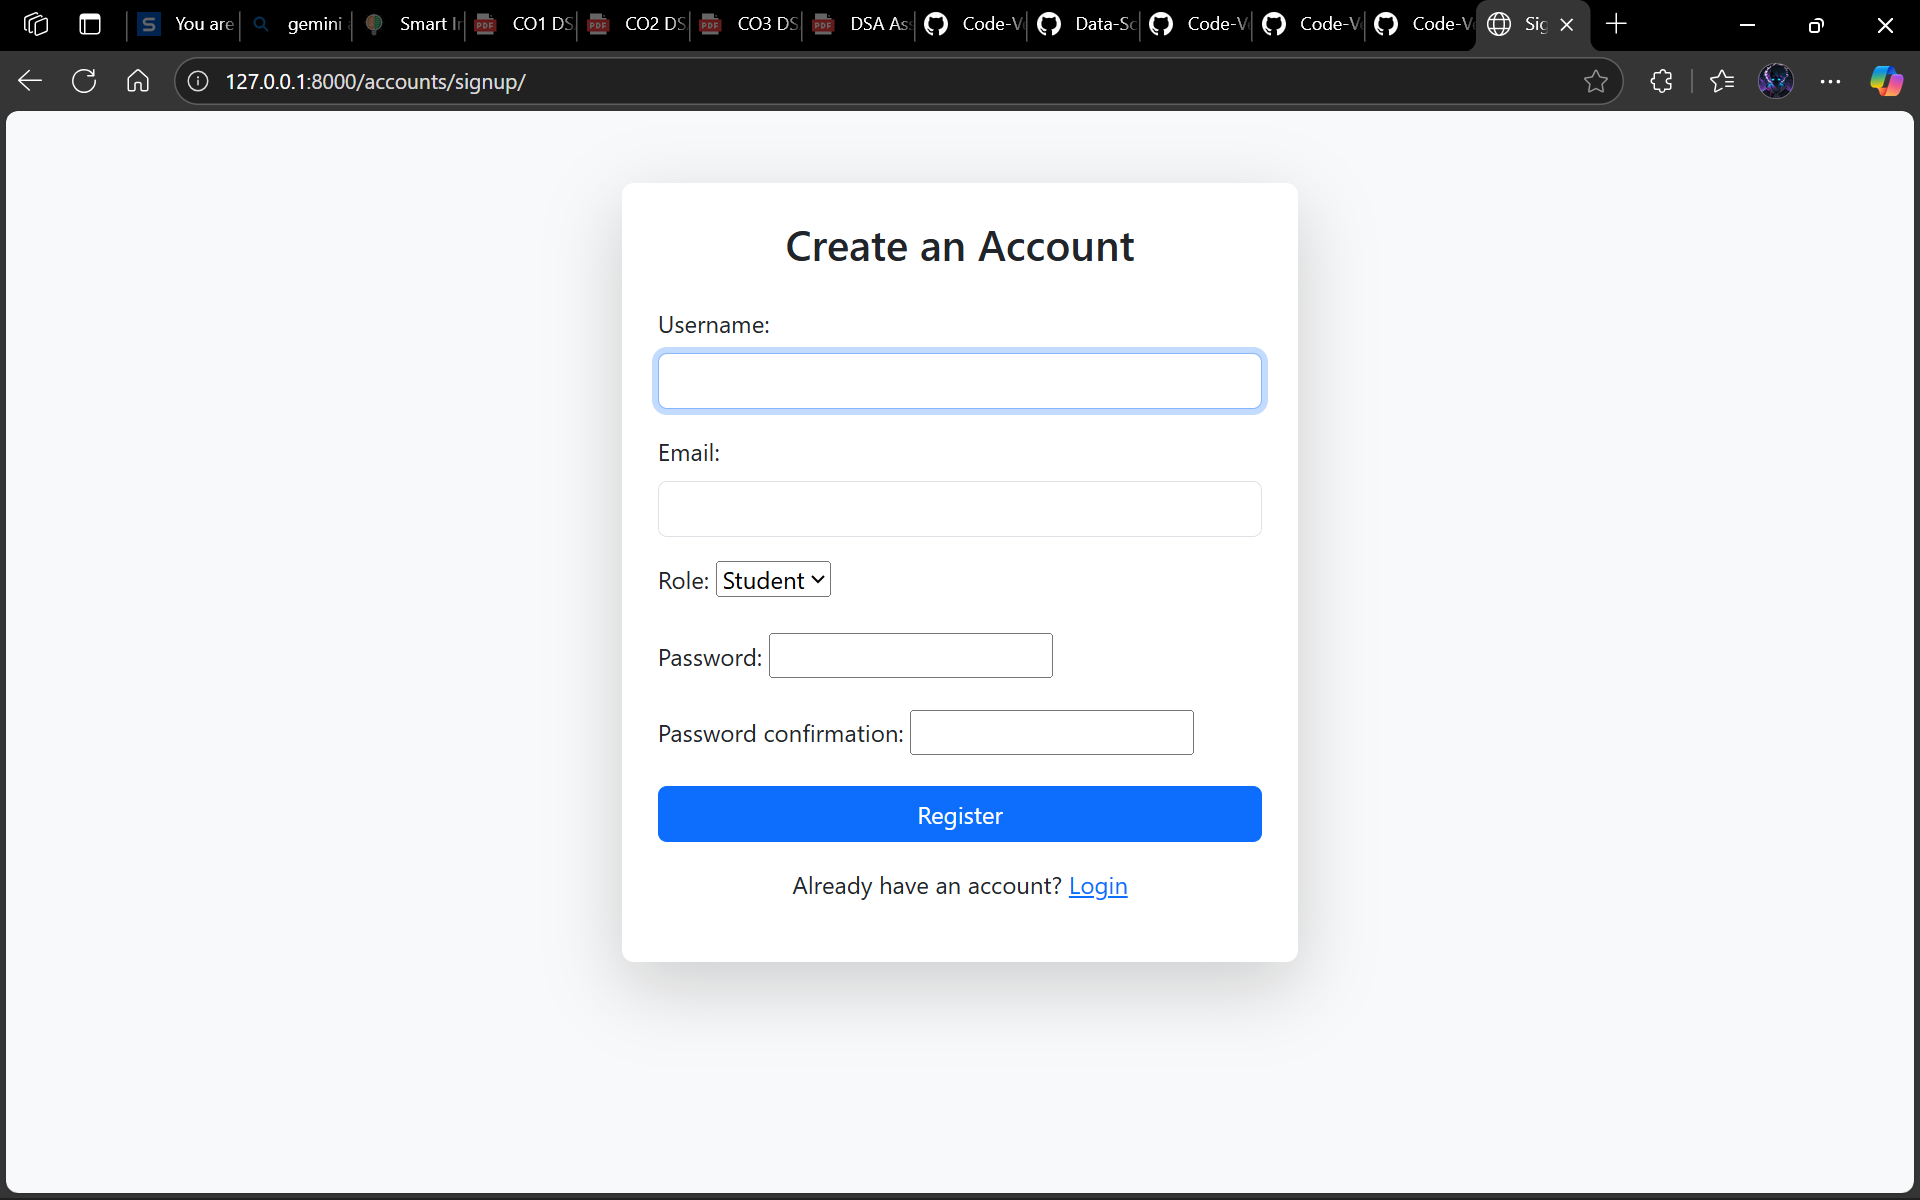 You are
gemini
Smart I
CO1 DS
CO2 DS
CO3 DS
DSA As
Code-V
Data-Sc
Code-V
Code-V
Code-V
Sig
127.0.0.1:8000/accounts/signup/
Create an Account
Username:
Email:
Role: Student
Password:
Password confirmation:
Register
Already have an account? Login